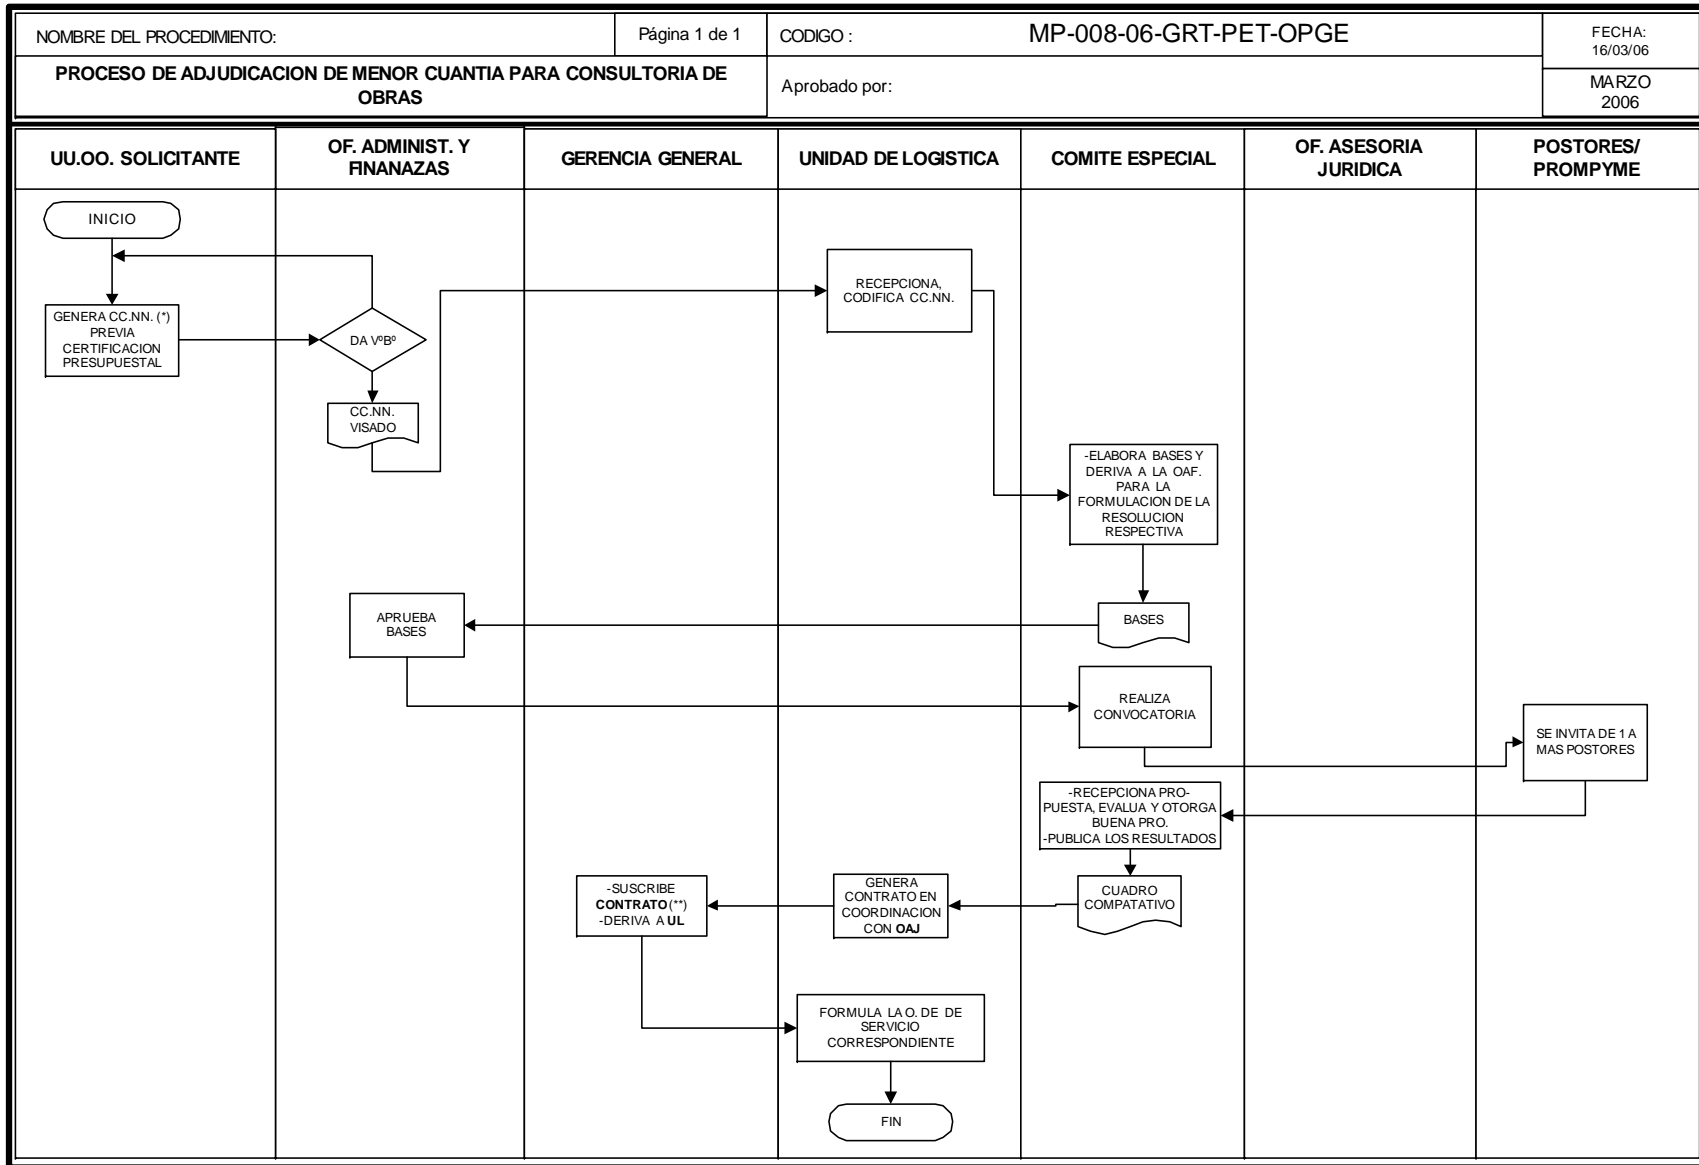 NOMBRE DEL PROCEDIMIENTO:
Página 1 de 1
CODIGO :
MP-008-06-GRT-PET-OPGE
FECHA:
16/03/06
PROCESO DE ADJUDICACION DE MENOR CUANTIA PARA CONSULTORIA DE
OBRAS
Aprobado por:
MARZO
2006
UU.OO. SOLICITANTE
OF. ADMINIST. Y
FINANAZAS
GERENCIA GENERAL
UNIDAD DE LOGISTICA
COMITE ESPECIAL
OF. ASESORIA
JURIDICA
POSTORES/
PROMPYME
INICIO
GENERA CC.NN. (*)
PREVIA
CERTIFICACION
PRESUPUESTAL
DA VºBº
CC.NN.
VISADO
RECEPCIONA,
CODIFICA CC.NN.
-ELABORA BASES Y
DERIVA A LA OAF.
PARA LA
FORMULACION DE LA
RESOLUCION
RESPECTIVA
BASES
APRUEBA
BASES
REALIZA
CONVOCATORIA
SE INVITA DE 1 A
MAS POSTORES
-RECEPCIONA PRO-
PUESTA, EVALUA Y OTORGA
BUENA PRO.
-PUBLICA LOS RESULTADOS
CUADRO
COMPATATIVO
GENERA
CONTRATO EN
COORDINACION
CON OAJ
-SUSCRIBE
CONTRATO (**)
-DERIVA A UL
FORMULA LA O. DE DE
SERVICIO
CORRESPONDIENTE
FIN